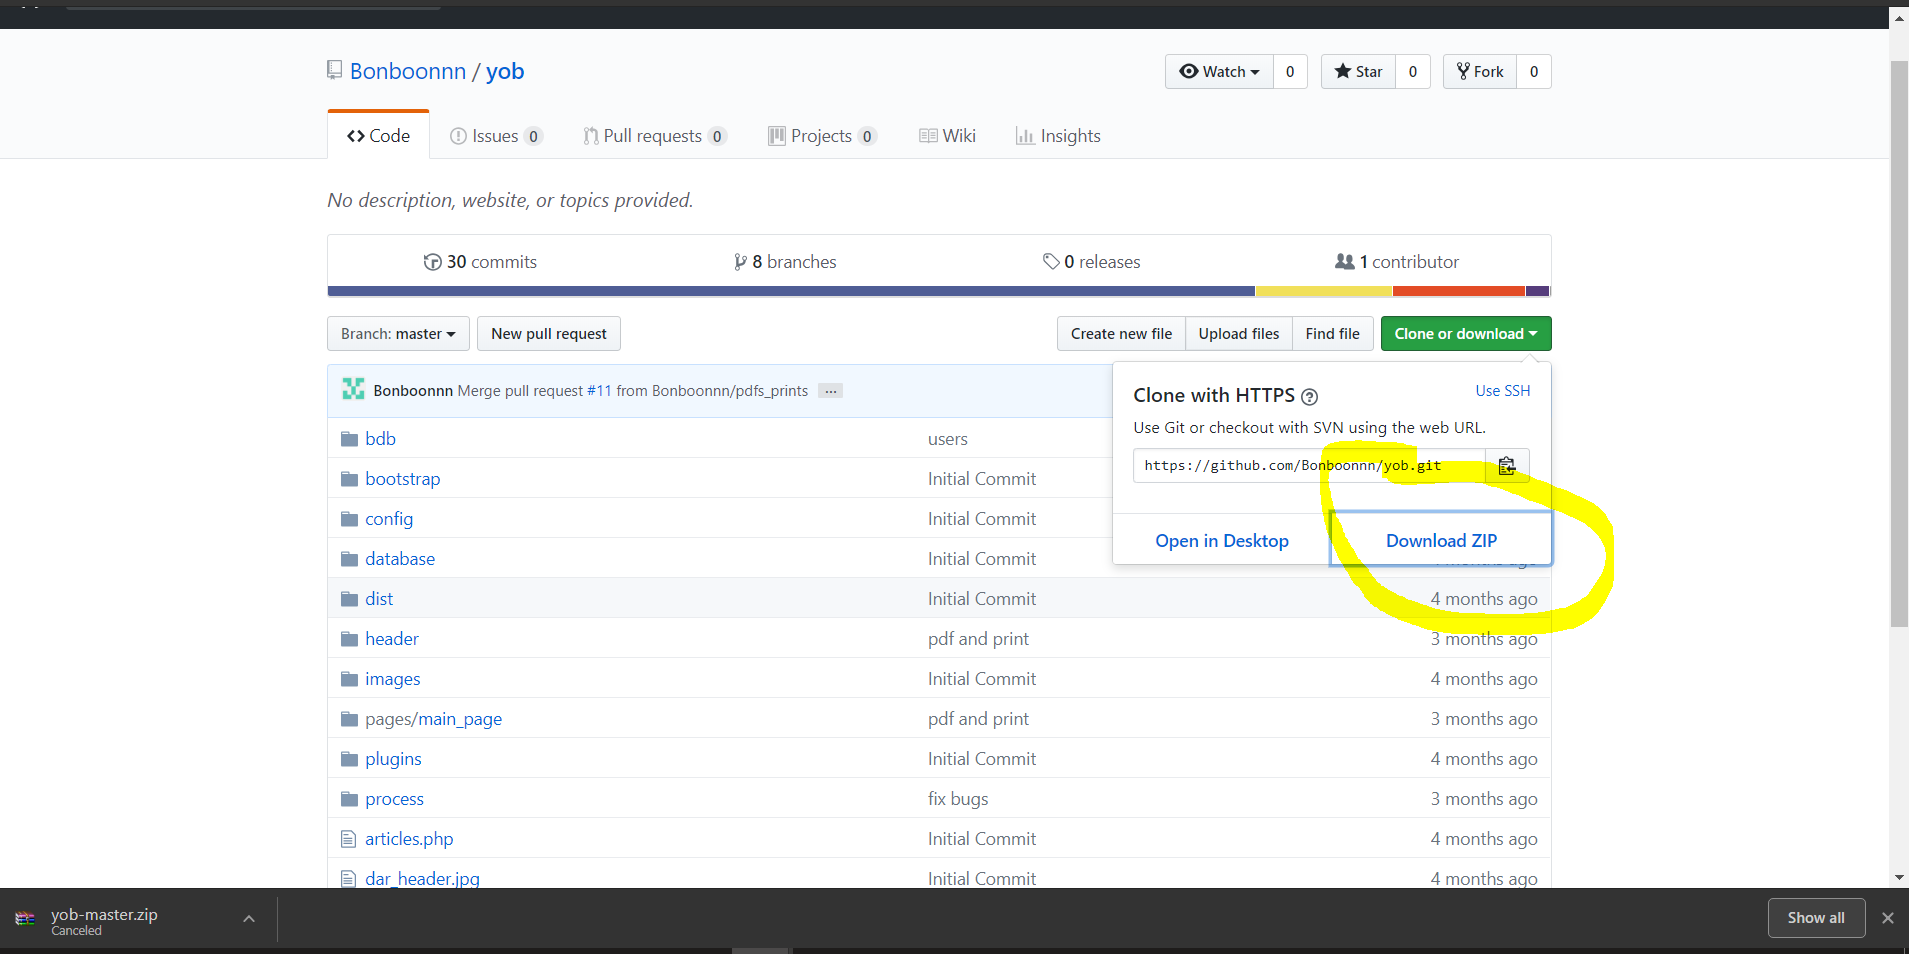 Bonboonnn / yob
Watch 0 Star 0 Fork 0
Code Issues 0 Pull requests 0 Projects 0 Wiki Insights
No description, website, or topics provided.
30 commits 8 branches 0 releases 1 contributor
Branch: master New pull request Create new file Upload files Find file Clone or download
Bonboonnn Merge pull request #11 from Bonboonnn/pdfs_prints ...
Clone with HTTPS ? Use SSH
Use Git or checkout with SVN using the web URL.
https://github.com/Bonboonnn/yob.git
Open in Desktop Download ZIP
bdb users
bootstrap Initial Commit
config Initial Commit
database Initial Commit 4 months ago
dist Initial Commit 4 months ago
header pdf and print 3 months ago
images Initial Commit 4 months ago
pages/main_page pdf and print 3 months ago
plugins Initial Commit 4 months ago
process fix bugs 3 months ago
articles.php Initial Commit 4 months ago
dar_header.jpg Initial Commit 4 months ago
yob-master.zip
Canceled
Show all